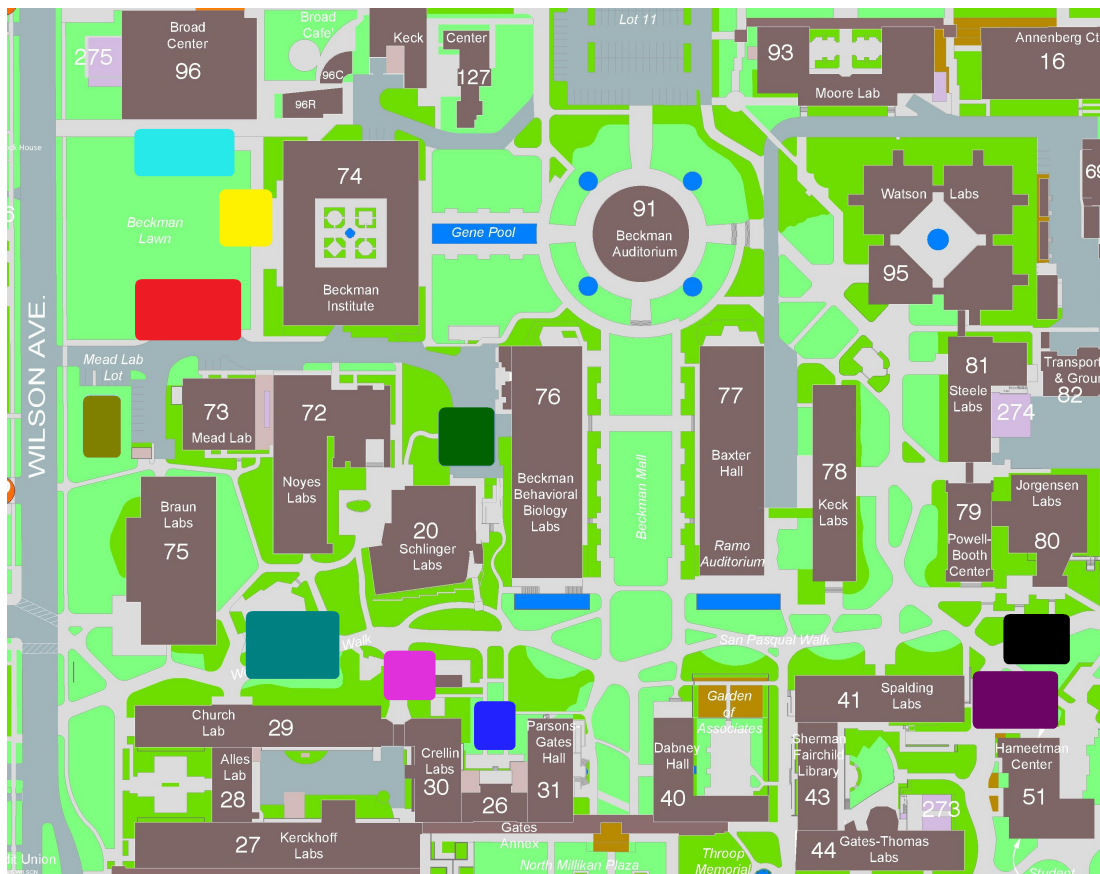 Lot 11
Broad
Center
96
275
Broad
Cafe'
96C
96R
Keck
Center
127
93
Moore Lab
Annenberg Ct
16
74
Beckman
Institute
Beckman
Lawn
Gene Pool
91
Beckman
Auditorium
Watson Labs
95
69
WILSON AVE.
Mead Lab
Lot
73
Mead Lab
72
Noyes
Labs
76
Beckman
Behavioral
Biology
Labs
Beckman Mall
77
Baxter
Hall
Ramo
Auditorium
78
Keck
Labs
81
Steele
Labs
274
Transport
& Grou
82
Braun
Labs
75
20
Schlinger
Labs
79
Powell-
Booth
Center
Jorgensen
Labs
80
Walk
San Pasqual Walk
Church
Lab
29
Alles
Lab
28
Crellin
Labs
30
Parsons-
Gates
Hall
31
26
27
Kerckhoff
Labs
Gates
Annex
North Millikan Plaza
Dabney
Hall
40
Garden
of
Associates
41
Spalding
Labs
Sherman
Fairchild
Library
43
273
44
Gates-Thomas
Labs
Hameetman
Center
51
Throop
Memorial
Student
dit Union